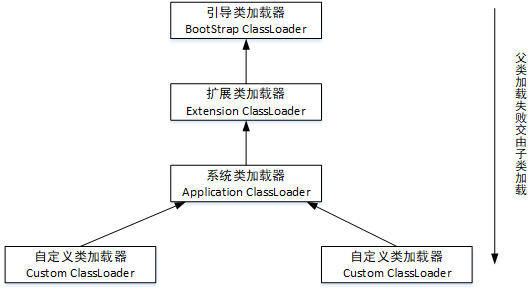 引导类加载器
BootStrap ClassLoader
扩展类加载器
Extension ClassLoader
系统类加载器
Application ClassLoader
自定义类加载器
Custom ClassLoader
自定义类加载器
Custom ClassLoader
父类加载失败交由子类加载